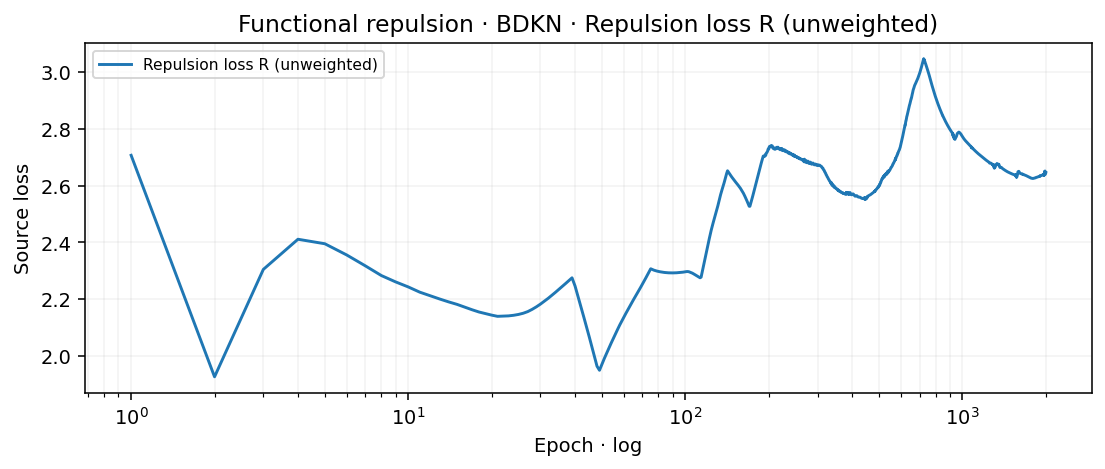 Functional repulsion · BDKN · Repulsion loss R (unweighted)
Repulsion loss R (unweighted)
Source loss
3.0
2.8
2.6
2.4
2.2
2.0
10^0
10^1
10^2
10^3
Epoch · log